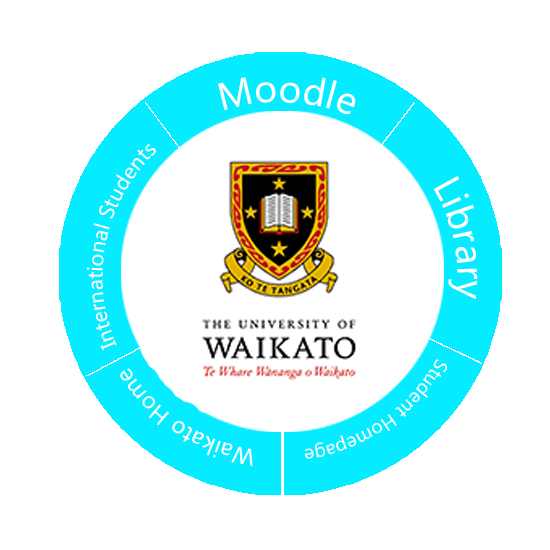 Moodle
Library
Student Homepage
Waikato Home
International Students
KO TE TANGATA
THE UNIVERSITY OF
WAIKATO
Te Whare Wānanga o Waikato